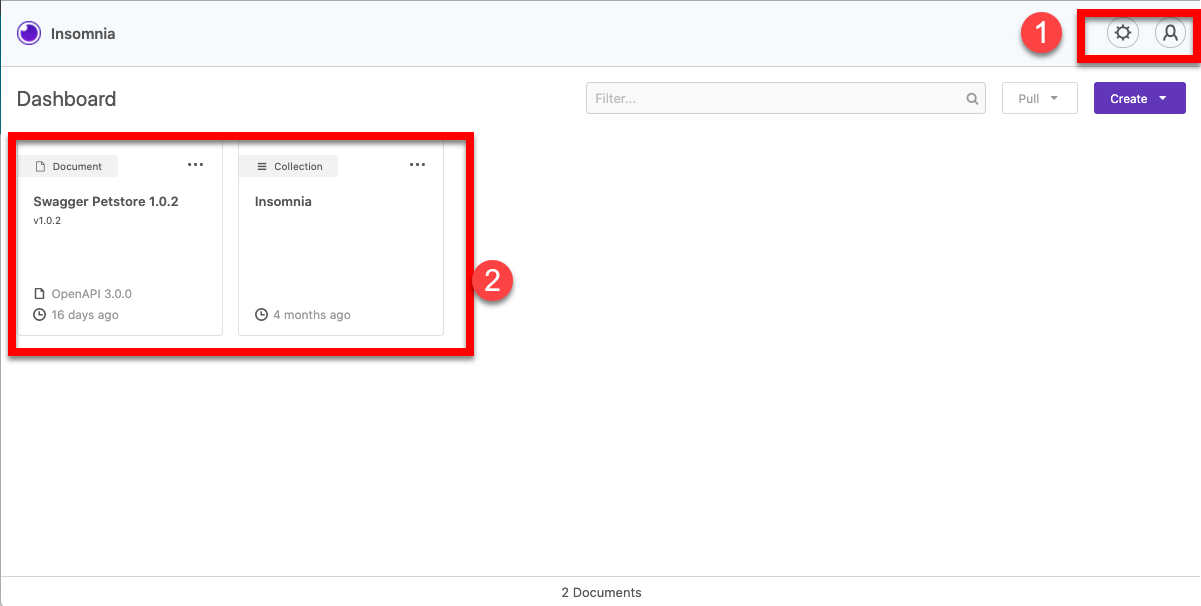 Insomnia
1
Dashboard
Filter...
Pull
Create
Document
Swagger Petstore 1.0.2
v1.0.2
OpenAPI 3.0.0
16 days ago
Collection
Insomnia
4 months ago
2
2 Documents